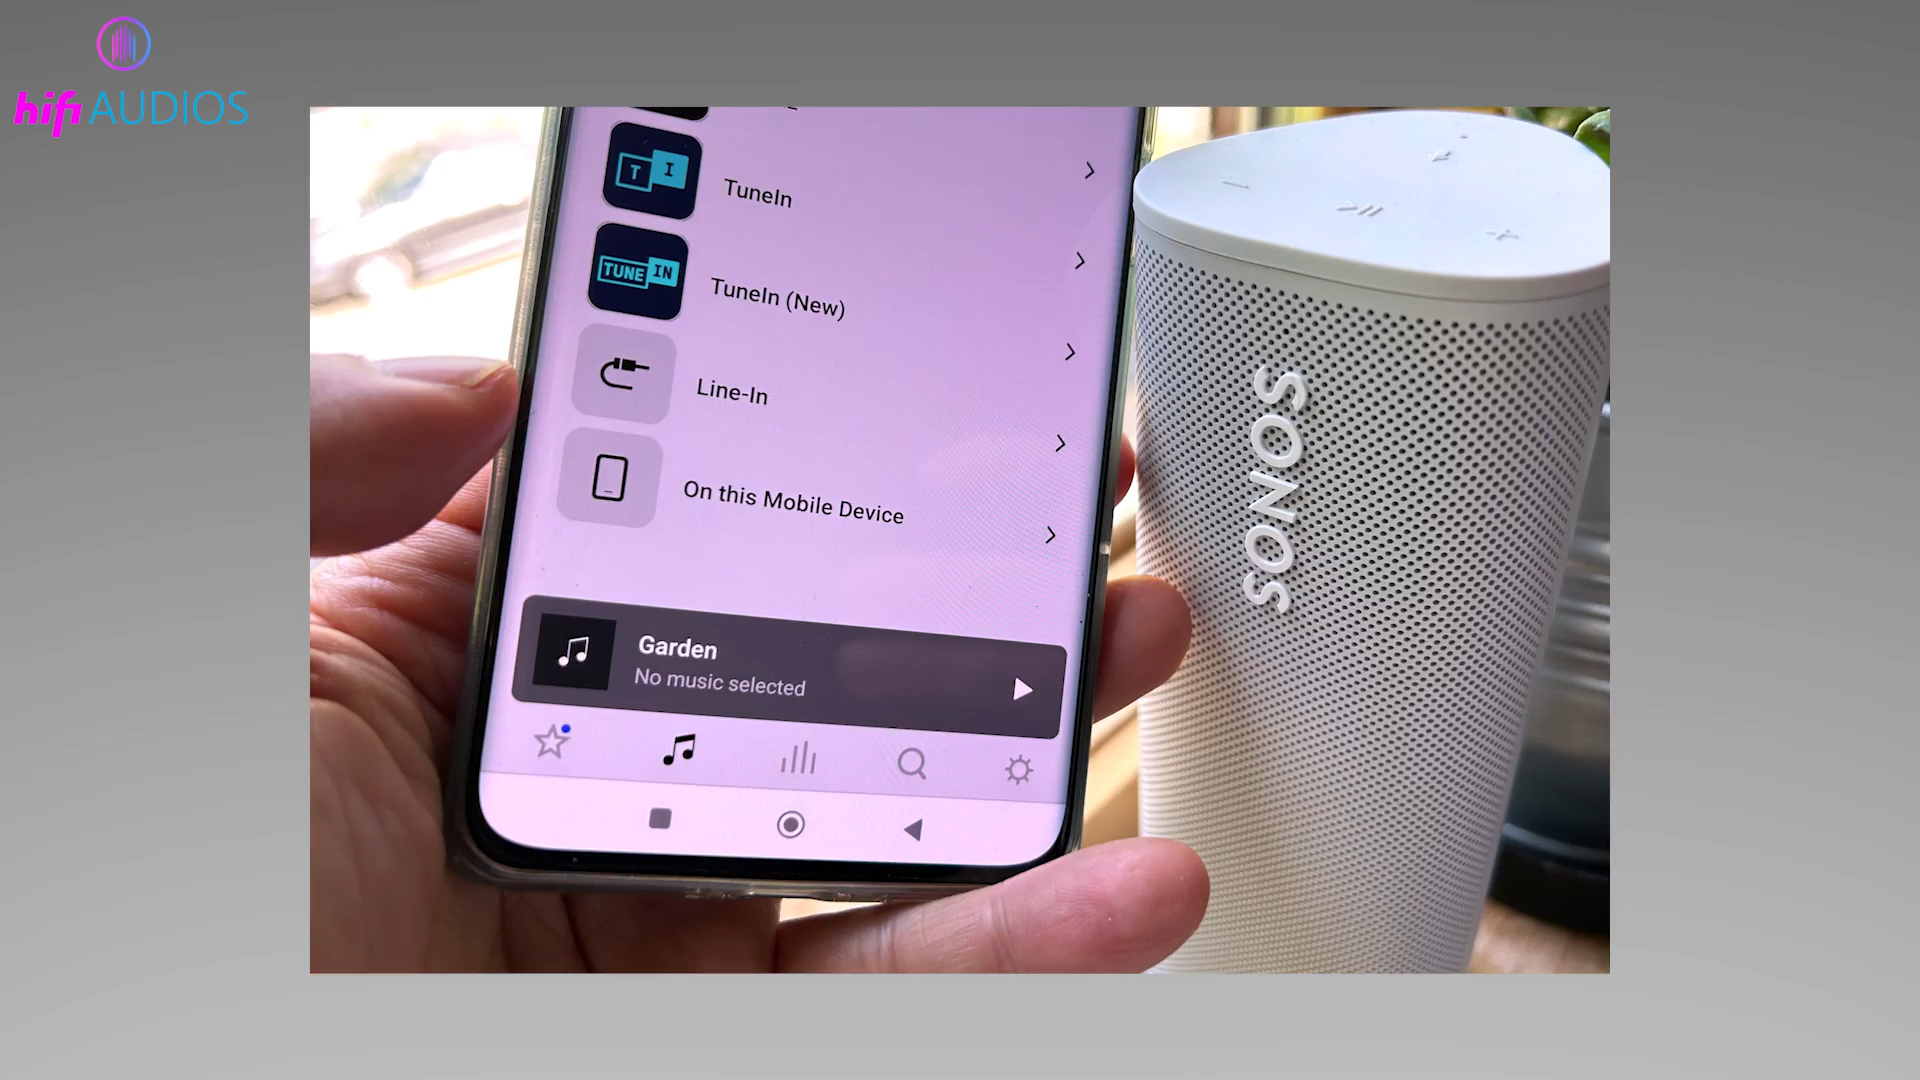 hifi AUDIOS
T I
TuneIn
TUNE IN
TuneIn (New)
Line-In
On this Mobile Device
Garden
No music selected
SONOS